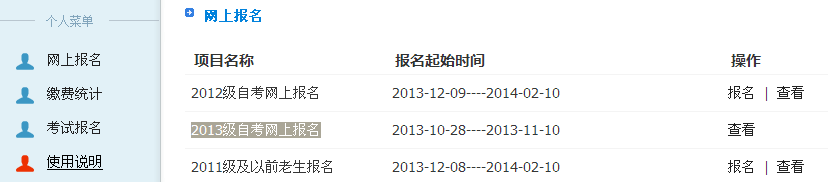 个人菜单
网上报名
缴费统计
考试报名
使用说明
网上报名
项目名称 报名起始时间 操作
2012级自考网上报名 2013-12-09----2014-02-10 报名 | 查看
2013级自考网上报名 2013-10-28----2013-11-10 查看
2011级及以前老生报名 2013-12-08----2014-02-10 报名 | 查看